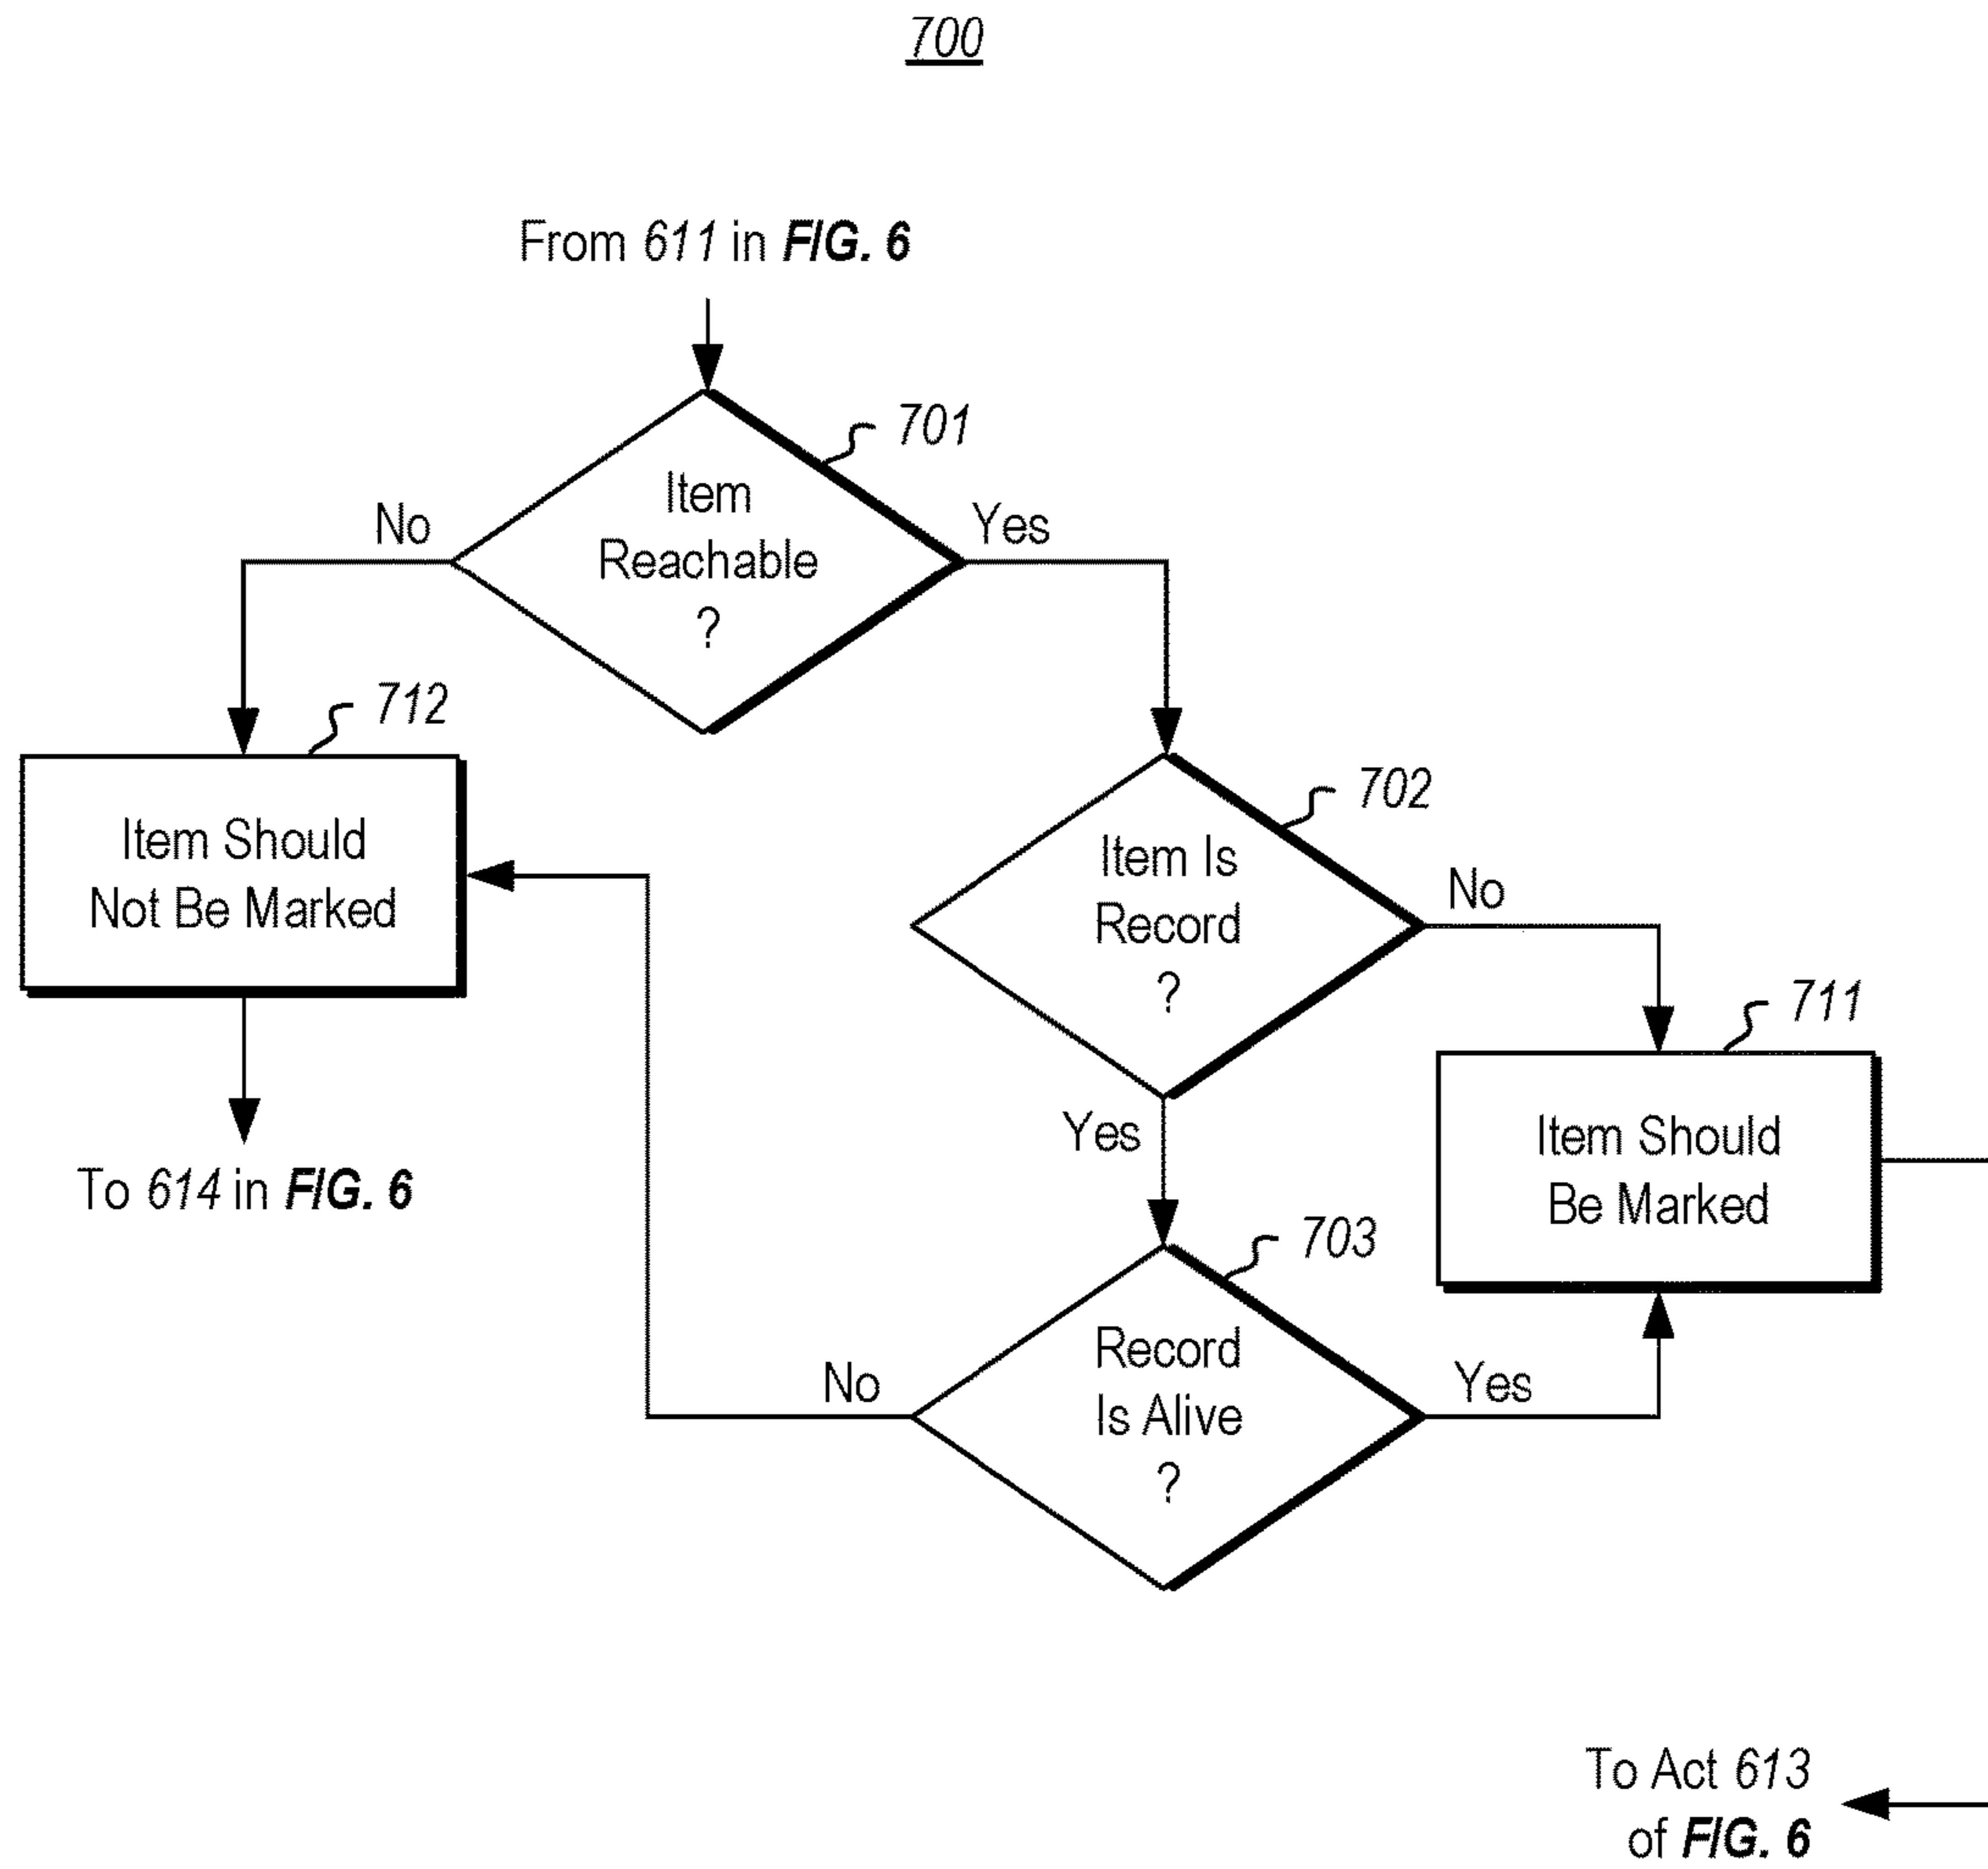 700
From 611 in FIG. 6
701
Item
Reachable
?
No
Yes
712
Item Should
Not Be Marked
To 614 in FIG. 6
702
Item Is
Record
?
No
Yes
711
Item Should
Be Marked
703
Record
Is Alive
?
No
Yes
To Act 613
of FIG. 6